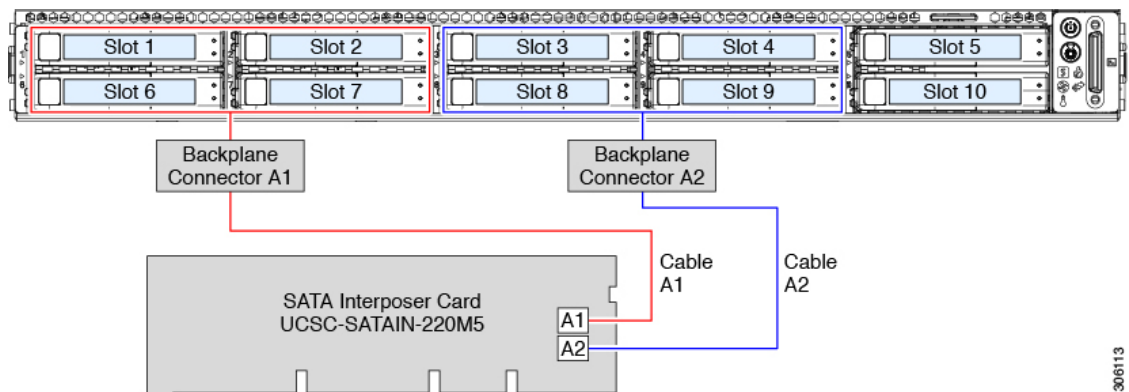 Slot 1
Slot 2
Slot 3
Slot 4
Slot 5
Slot 6
Slot 7
Slot 8
Slot 9
Slot 10
Backplane
Connector A1
Backplane
Connector A2
Cable
A1
Cable
A2
SATA Interposer Card
UCSC-SATAIN-220M5
A1
A2
306113